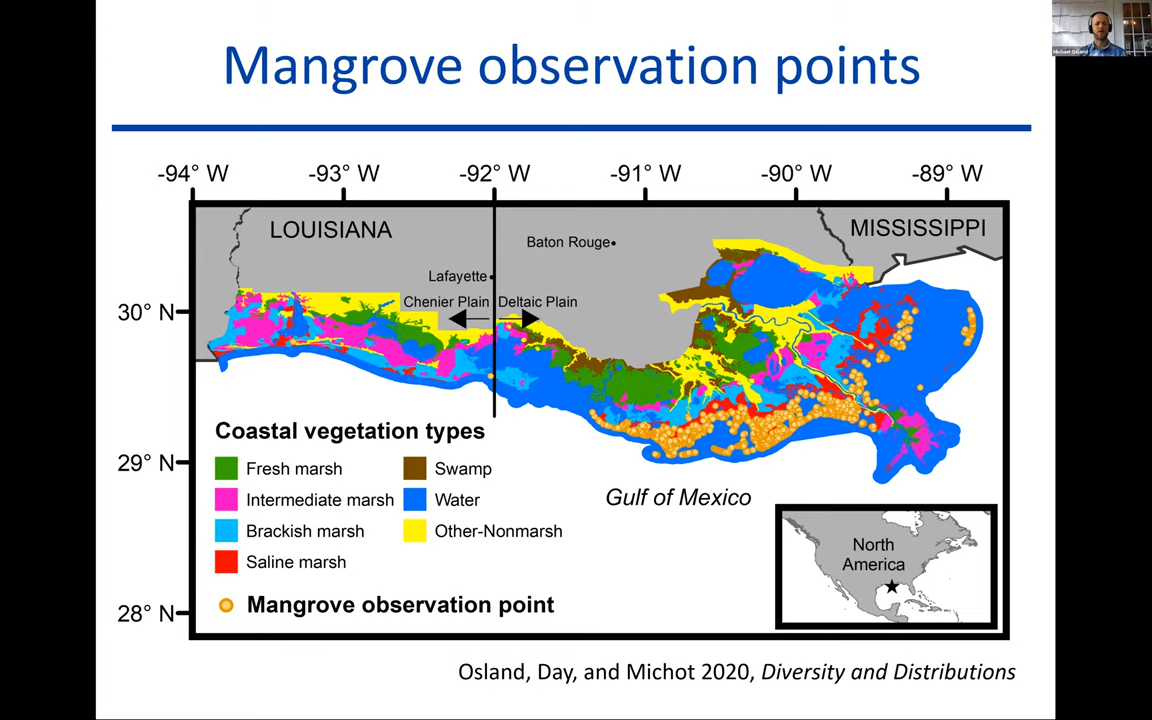 Mangrove observation points
Michael Osland
-94° W -93° W -92° W -91° W -90° W -89° W
LOUISIANA
MISSISSIPPI
Baton Rouge
Lafayette
Chenier Plain Deltaic Plain
30° N
29° N
28° N
Coastal vegetation types
Fresh marsh
Intermediate marsh
Brackish marsh
Saline marsh
Swamp
Water
Other-Nonmarsh
Mangrove observation point
Gulf of Mexico
North
America
Osland, Day, and Michot 2020, Diversity and Distributions